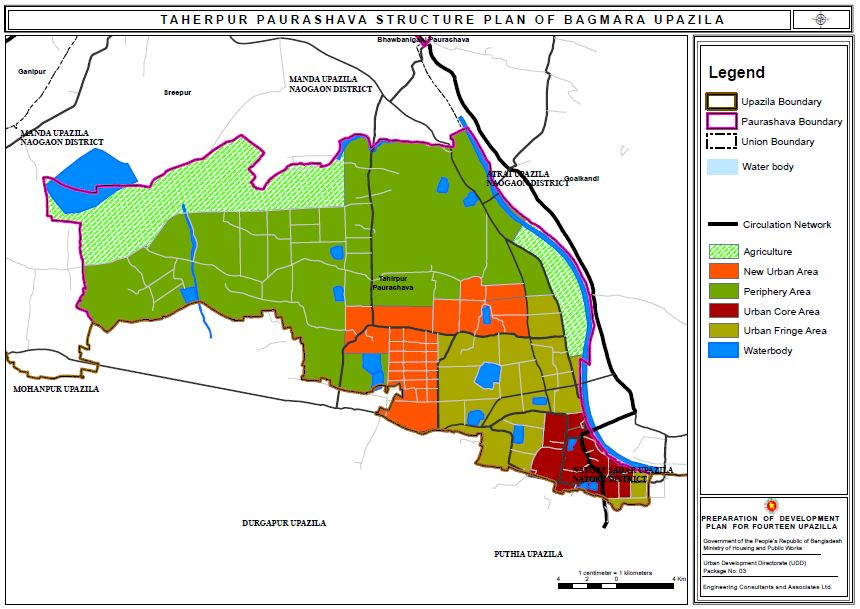 TAHERPUR PAURASHAVA STRUCTURE PLAN OF BAGMARA UPAZILA
Bhawbaniganj Paurashava
Ganipur
MANDA UPAZILA
NAOGAON DISTRICT
Sreepur
MANDA UPAZILA
NAOGAON DISTRICT
ATRAI UPAZILA
NAOGAON DISTRICT
Goalkandi
Tahirpur
Paurashava
MOHANPUR UPAZILA
NATORE SADAR UPAZILA
NATORE DISTRICT
DURGAPUR UPAZILA
PUTHIA UPAZILA
1 centimeter = 1 kilometers
4 2 0 4 Km
Legend
Upazila Boundary
Paurashava Boundary
Union Boundary
Water body
Circulation Network
Agriculture
New Urban Area
Periphery Area
Urban Core Area
Urban Fringe Area
Waterbody
PREPARATION OF DEVELOPMENT
PLAN FOR FOURTEEN UPAZILLA
Government of the People's Republic of Bangladesh
Ministry of Housing and Public Works
Urban Development Directorate (UDD)
Package No: 03
Engineering Consultants and Associates Ltd.